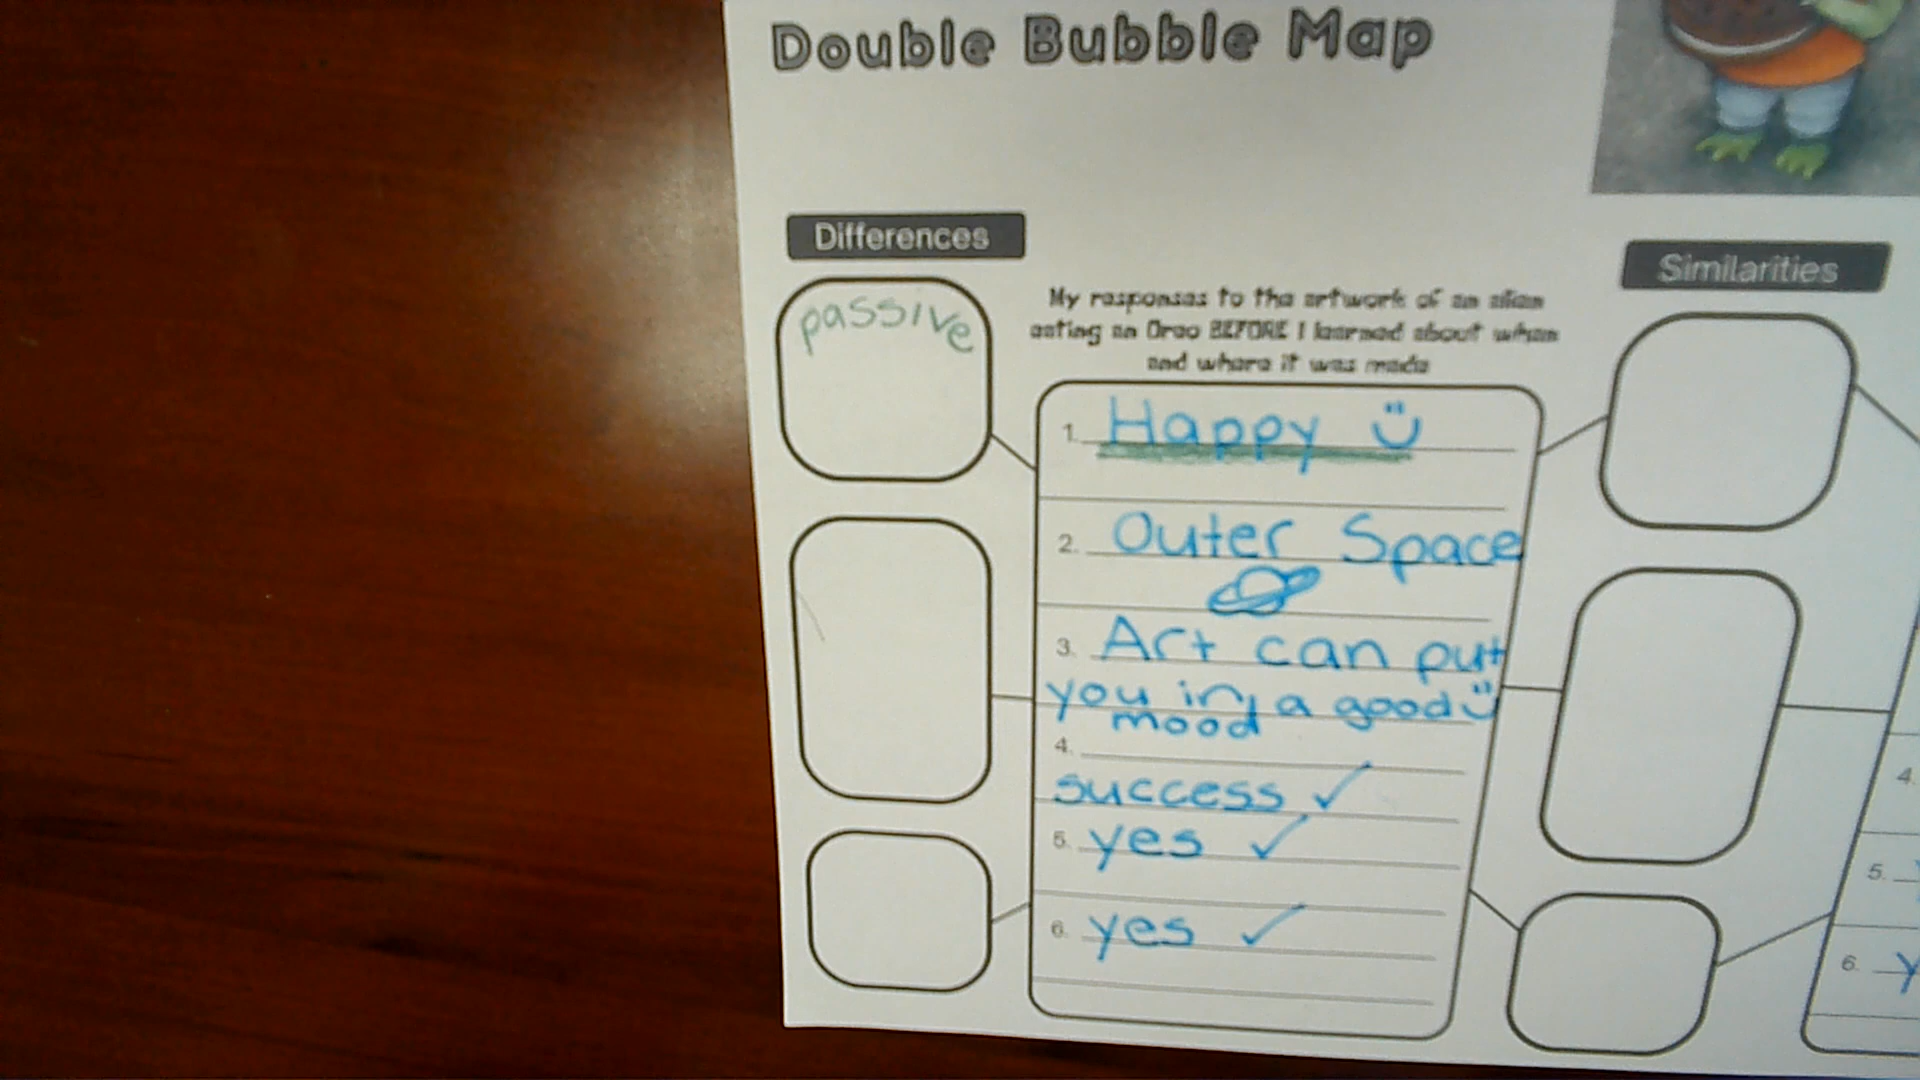 Double Bubble Map
Differences
passive
My responses to the artwork of an alien
eating an Oreo BEFORE I learned about when
and where it was made
1. Happy
2. Outer Space
3. Art can put
you in a good
mood
4.
success ✓
5. yes ✓
6. yes ✓
Similarities
4.
5.
6. y